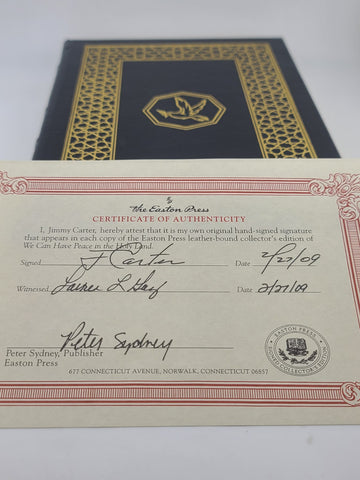 the Easton Press
CERTIFICATE OF AUTHENTICITY
I, Jimmy Carter, hereby attest that it is my own original hand-signed signature
that appears in each copy of the Easton Press leather-bound collector's edition of
We Can Have Peace in the Holy Land.
Signed J Carter Date 2/27/09
Witnessed Date 2/27/09
Peter Sydney
Peter Sydney, Publisher
Easton Press
677 CONNECTICUT AVENUE, NORWALK, CONNECTICUT 06857
EASTON PRESS
COLLECTOR'S EDITION